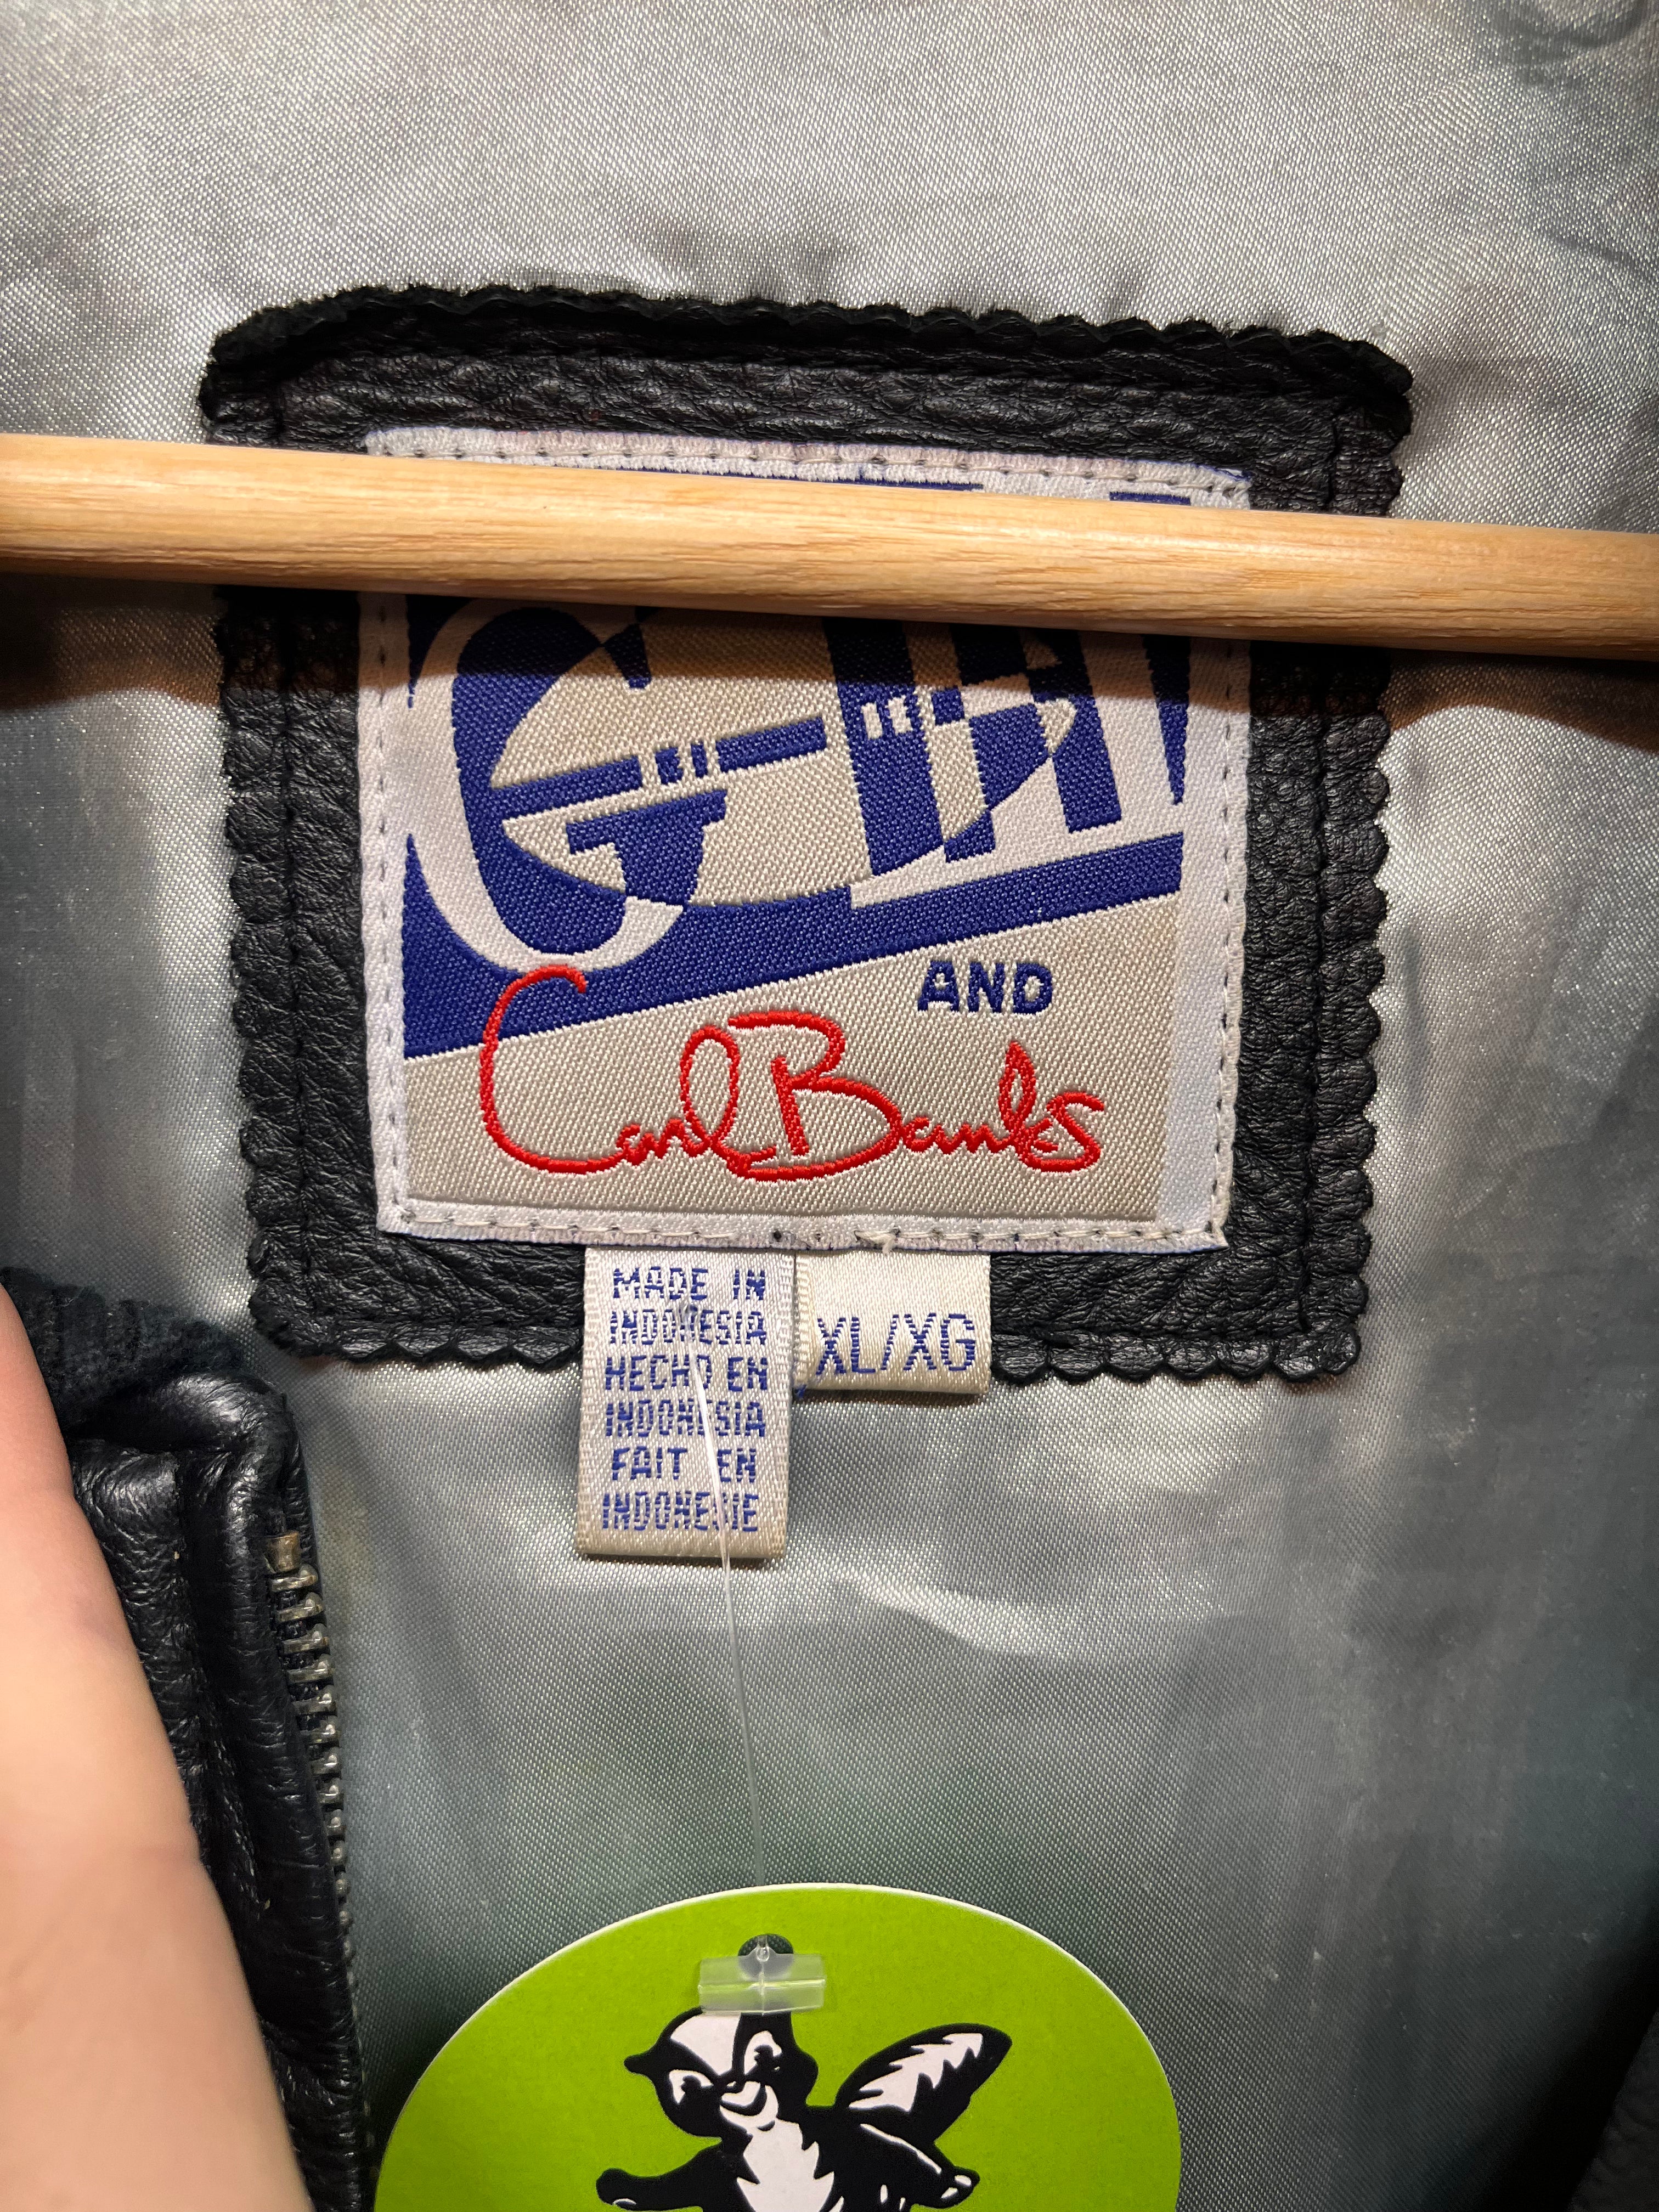 G-III
AND
Carl Banks
MADE IN
INDONESIA
HECHO EN
INDONESIA
FAIT EN
INDONESIE
XL/XG